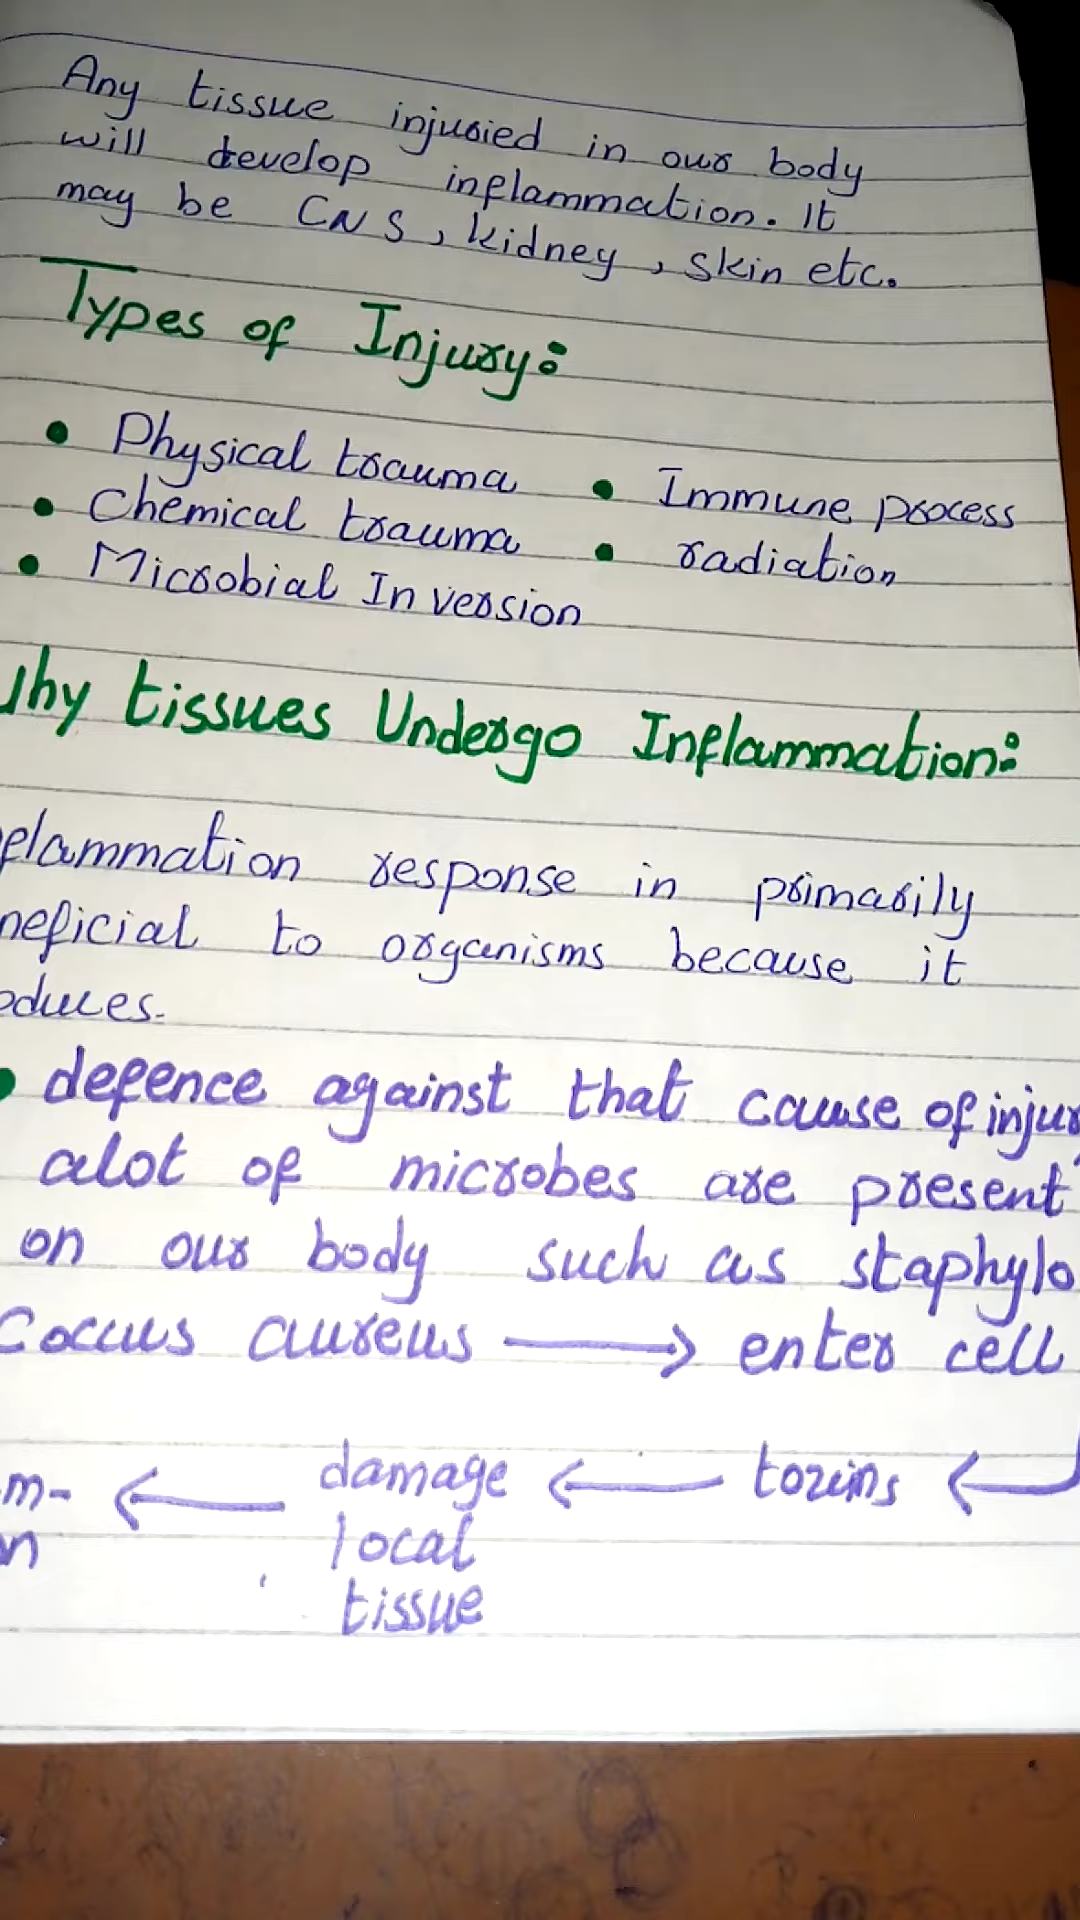 Any tissue injuried in our body
will develop inflammation. It
may be CNS, kidney, skin etc.
Types of Injury:
• Physical trauma • Immune process
• Chemical trauma • radiation
• Microbial Inversion
hy tissues Undergo Inflammation:
flammation response in primarily
neficial to organisms because it
oduces.
• defence against that cause of injur
alot of microbes are present
on our body such as staphylo
Coccus aureus → enter cell
m- ← damage ← toxins ←
n local
tissue